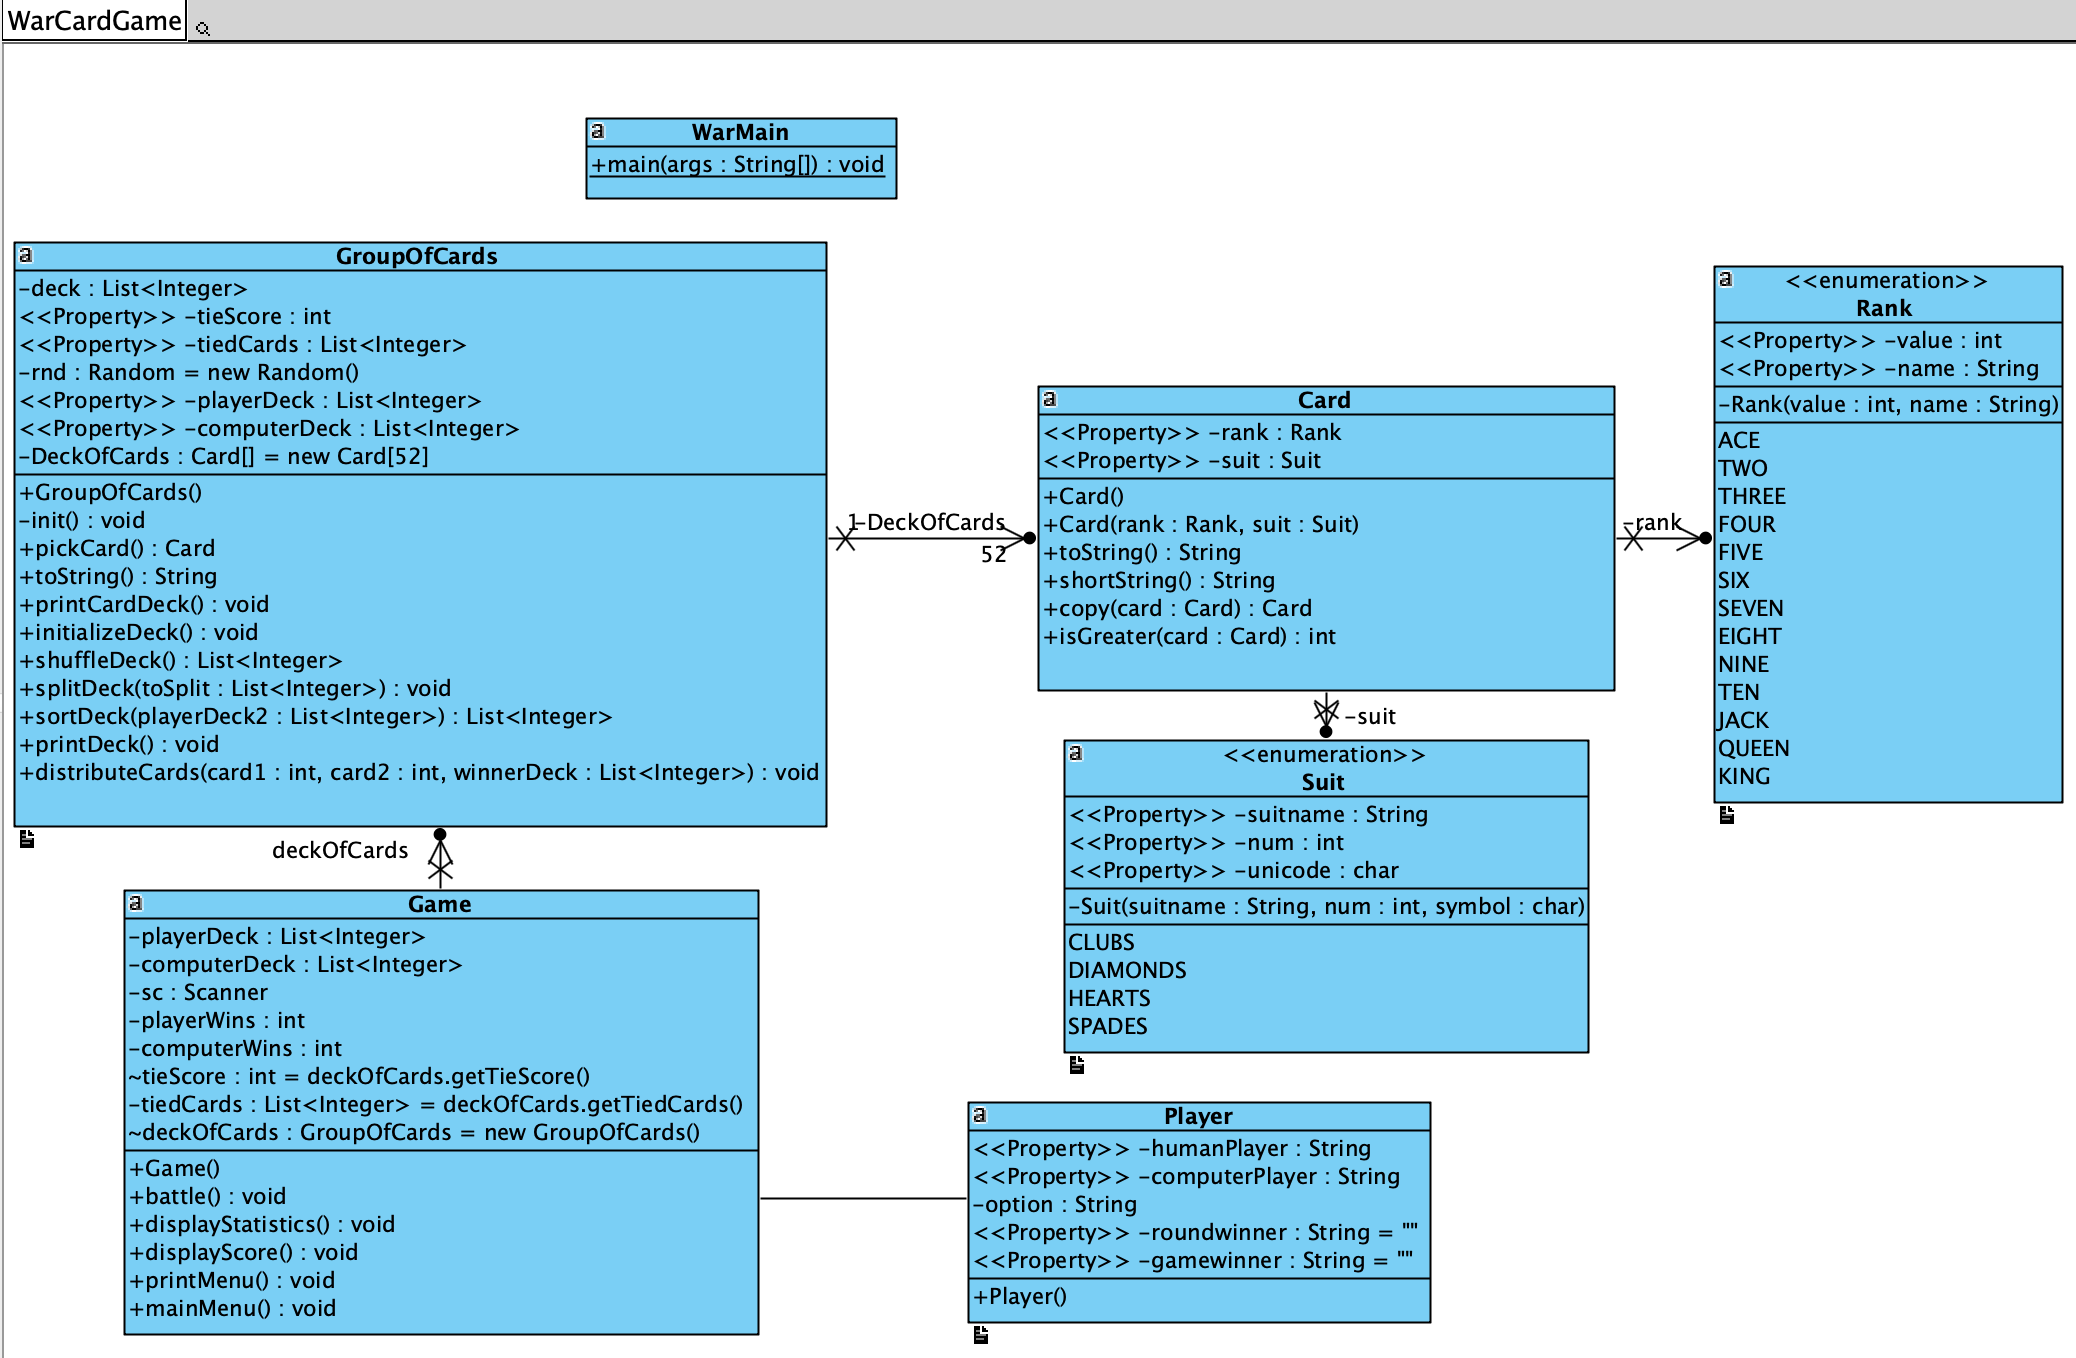 WarCardGame
a
WarMain
+main(args : String[]) : void
a
GroupOfCards
-deck : List<Integer>
<<Property>> -tieScore : int
<<Property>> -tiedCards : List<Integer>
-rnd : Random = new Random()
<<Property>> -playerDeck : List<Integer>
<<Property>> -computerDeck : List<Integer>
-DeckOfCards : Card[] = new Card[52]
+GroupOfCards()
-init() : void
+pickCard() : Card
+toString() : String
+printCardDeck() : void
+initializeDeck() : void
+shuffleDeck() : List<Integer>
+splitDeck(toSplit : List<Integer>) : void
+sortDeck(playerDeck2 : List<Integer>) : List<Integer>
+printDeck() : void
+distributeCards(card1 : int, card2 : int, winnerDeck : List<Integer>) : void
1
-DeckOfCards
52
a
Card
<<Property>> -rank : Rank
<<Property>> -suit : Suit
+Card()
+Card(rank : Rank, suit : Suit)
+toString() : String
+shortString() : String
+copy(card : Card) : Card
+isGreater(card : Card) : int
-rank
a
<<enumeration>>
Rank
<<Property>> -value : int
<<Property>> -name : String
-Rank(value : int, name : String)
ACE
TWO
THREE
FOUR
FIVE
SIX
SEVEN
EIGHT
NINE
TEN
JACK
QUEEN
KING
-suit
a
<<enumeration>>
Suit
<<Property>> -suitname : String
<<Property>> -num : int
<<Property>> -unicode : char
-Suit(suitname : String, num : int, symbol : char)
CLUBS
DIAMONDS
HEARTS
SPADES
deckOfCards
a
Game
-playerDeck : List<Integer>
-computerDeck : List<Integer>
-sc : Scanner
-playerWins : int
-computerWins : int
~tieScore : int = deckOfCards.getTieScore()
-tiedCards : List<Integer> = deckOfCards.getTiedCards()
~deckOfCards : GroupOfCards = new GroupOfCards()
+Game()
+battle() : void
+displayStatistics() : void
+displayScore() : void
+printMenu() : void
+mainMenu() : void
a
Player
<<Property>> -humanPlayer : String
<<Property>> -computerPlayer : String
-option : String
<<Property>> -roundwinner : String = ""
<<Property>> -gamewinner : String = ""
+Player()